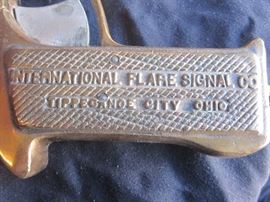 INTERNATIONAL FLARE SIGNAL CO
TIPPECANOE CITY OHIO